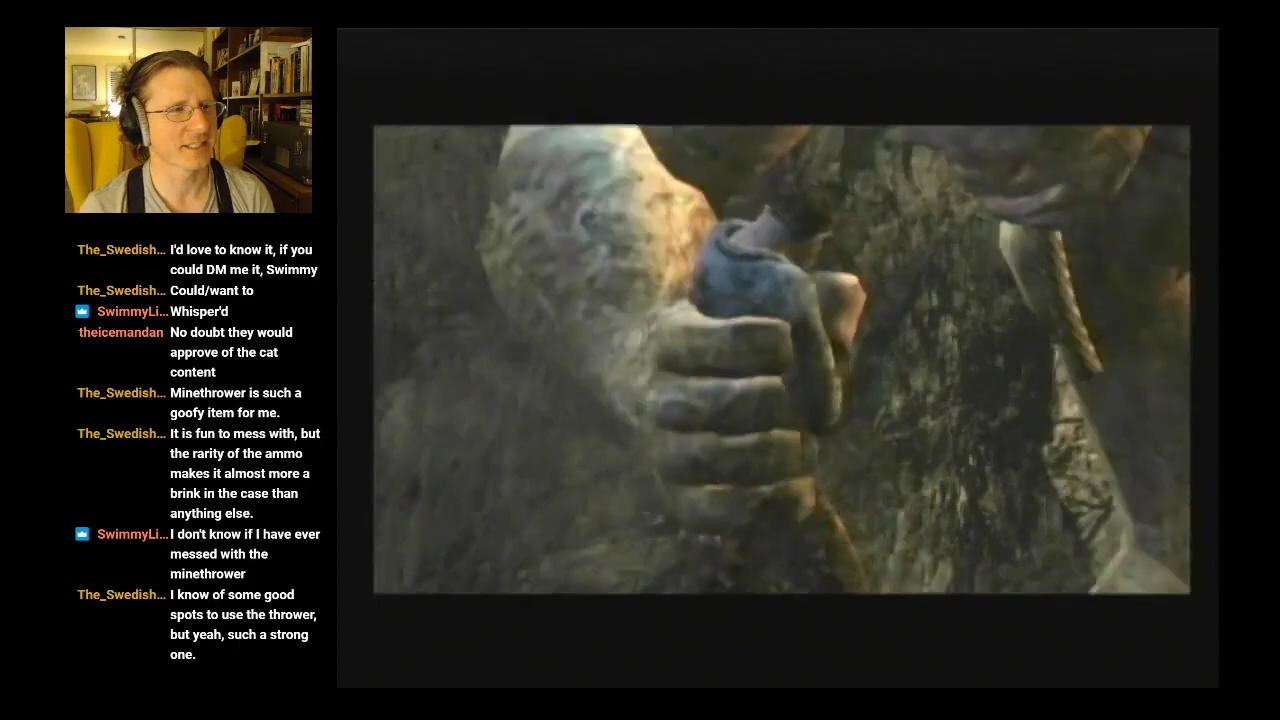 The_Swedish... I'd love to know it, if you
could DM me it, Swimmy
The_Swedish... Could/want to
SwimmyLi... Whisper'd
theicemandan No doubt they would
approve of the cat
content
The_Swedish... Minethrower is such a
goofy item for me.
The_Swedish... It is fun to mess with, but
the rarity of the ammo
makes it almost more a
brink in the case than
anything else.
SwimmyLi... I don't know if I have ever
messed with the
minethrower
The_Swedish... I know of some good
spots to use the thrower,
but yeah, such a strong
one.